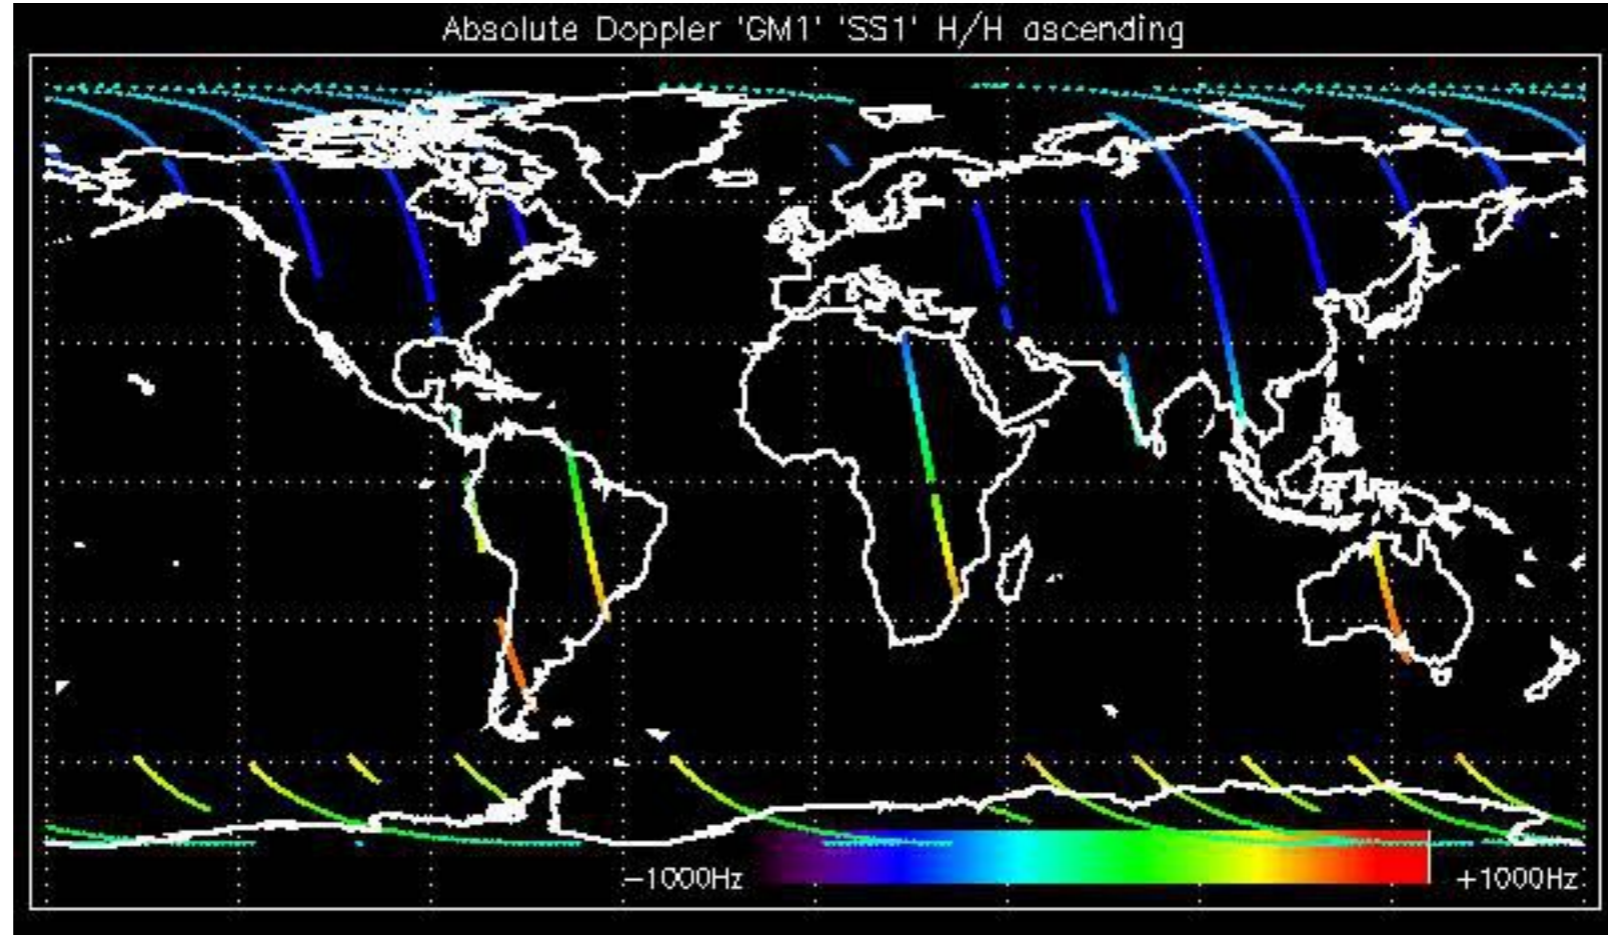 Absolute Doppler 'GM1' 'SS1' H/H ascending
-1000Hz +1000Hz